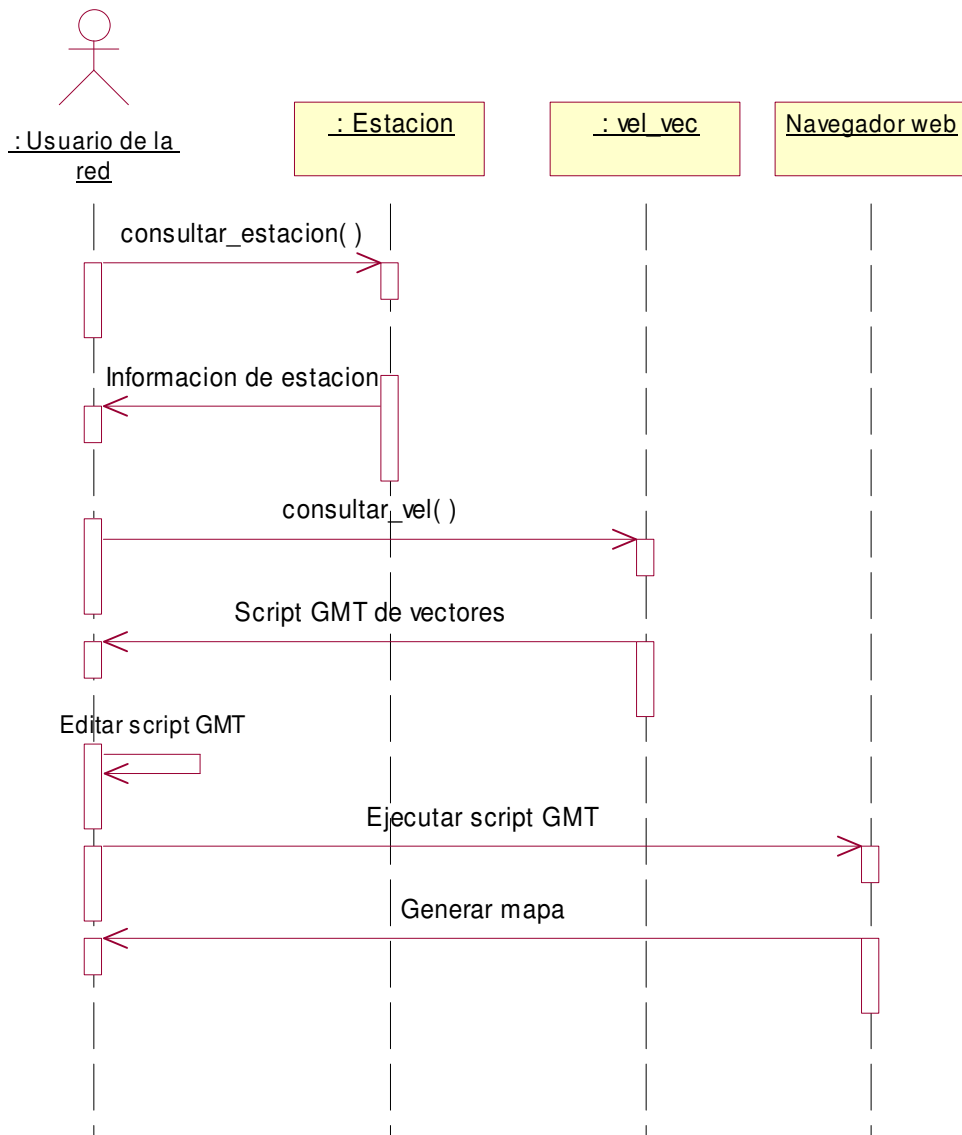 : Usuario de la
red
: Estacion
: vel_vec
Navegador web
consultar_estacion( )
Informacion de estacion
consultar_vel( )
Script GMT de vectores
Editar script GMT
Ejecutar script GMT
Generar mapa